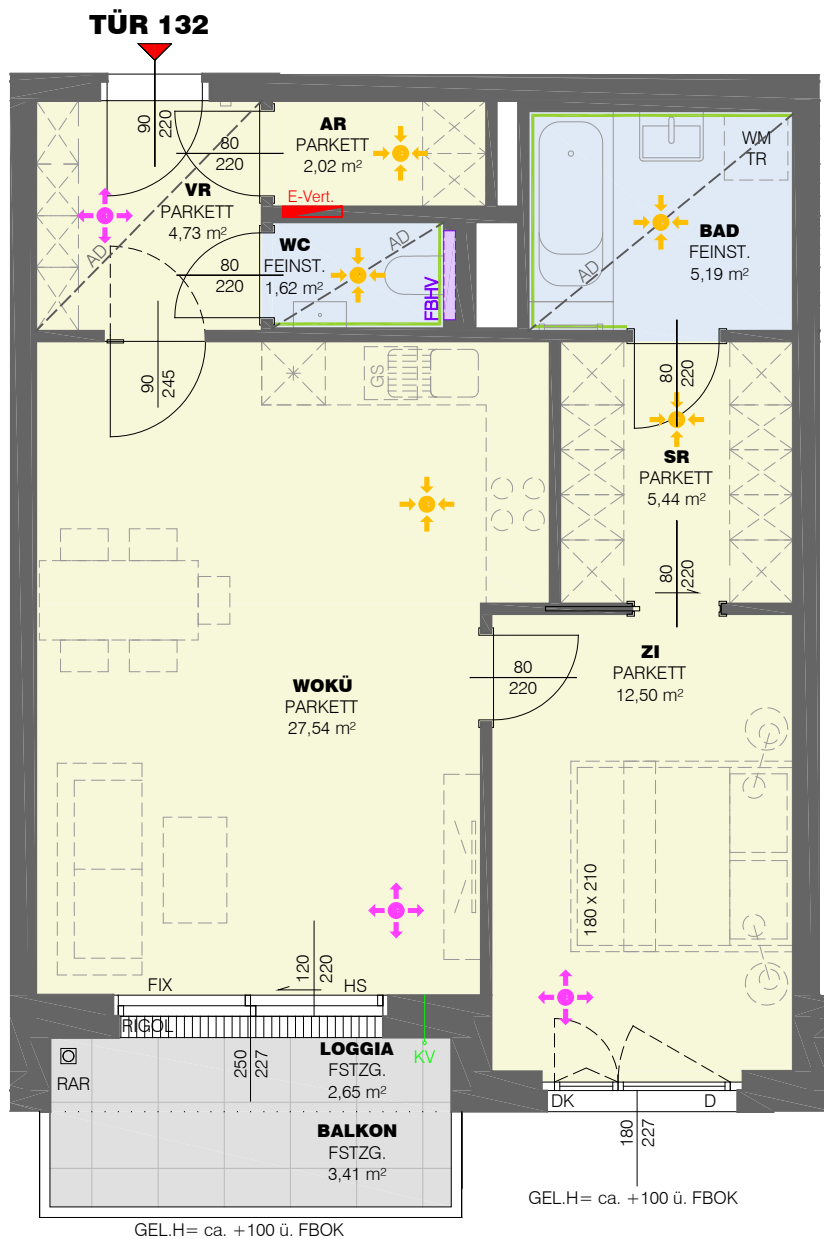 TÜR 132
90
220
80
220
AR
PARKETT
2,02 m²
WM
TR
VR
PARKETT
4,73 m²
AD
E-Vert.
WC
FEINST.
1,62 m²
AD
80
220
FBHV
BAD
FEINST.
5,19 m²
AD
90
245
GS
80
220
SR
PARKETT
5,44 m²
80
220
ZI
PARKETT
12,50 m²
80
220
WOKÜ
PARKETT
27,54 m²
180 x 210
FIX
120
220
HS
RIGOL
KV
RAR
250
227
LOGGIA
FSTZG.
2,65 m²
BALKON
FSTZG.
3,41 m²
DK
D
180
227
GEL.H= ca. +100 ü. FBOK
GEL.H= ca. +100 ü. FBOK